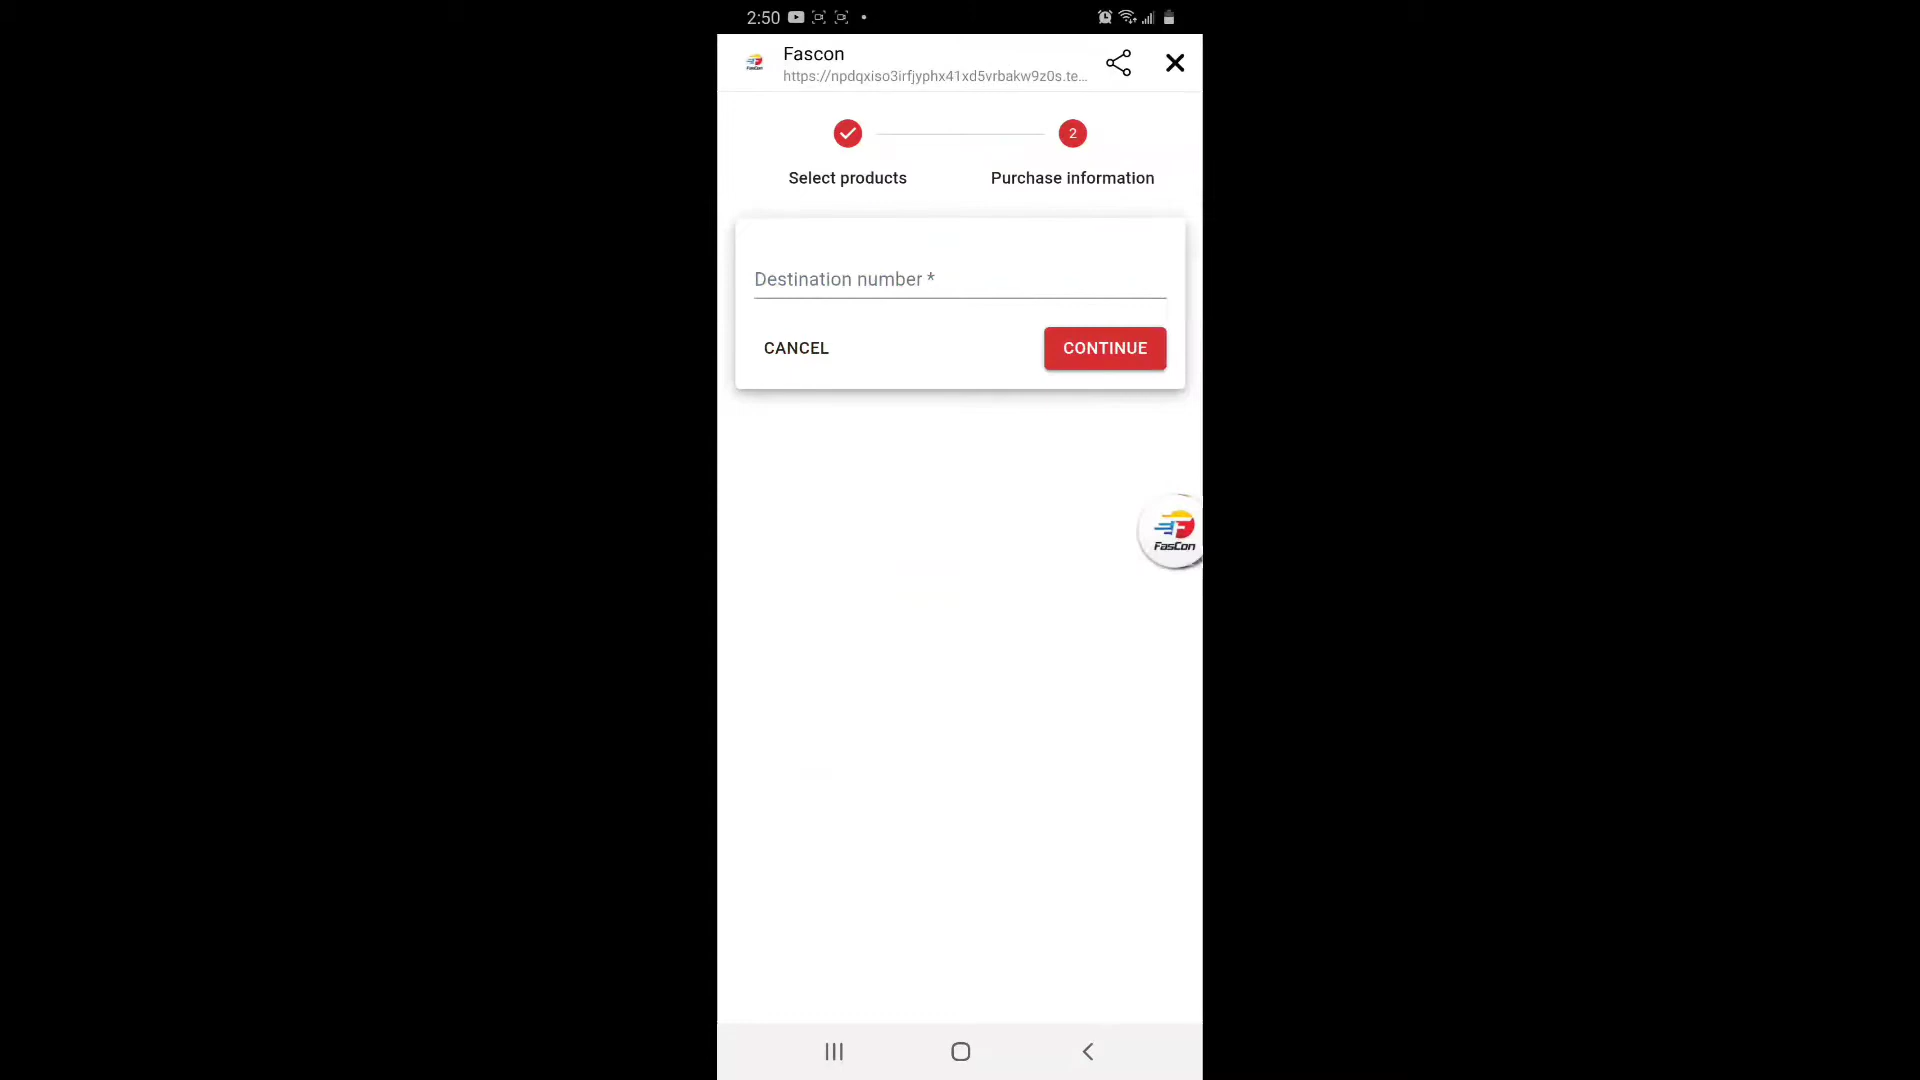 2:50
Fascon
https://npdqxiso3irfjyphx41xd5vrbakw9z0s.te...
2
Select products
Purchase information
Destination number *
CANCEL
CONTINUE
FasCon